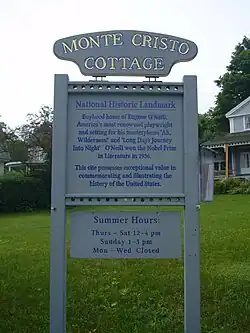 MONTE CRISTO
COTTAGE
National Historic Landmark
Boyhood home of Eugene O'Neill,
America's most renowned playwright
and setting for his masterpieces "Ah,
Wilderness!" and "Long Day's Journey
Into Night" O'Neill won the Nobel Prize
in Literature in 1936.
This site possesses exceptional value in
commemorating and illustrating the
history of the United States.
Summer Hours:
Thurs - Sat 12-4 pm
Sunday 1-3 pm
Mon - Wed Closed